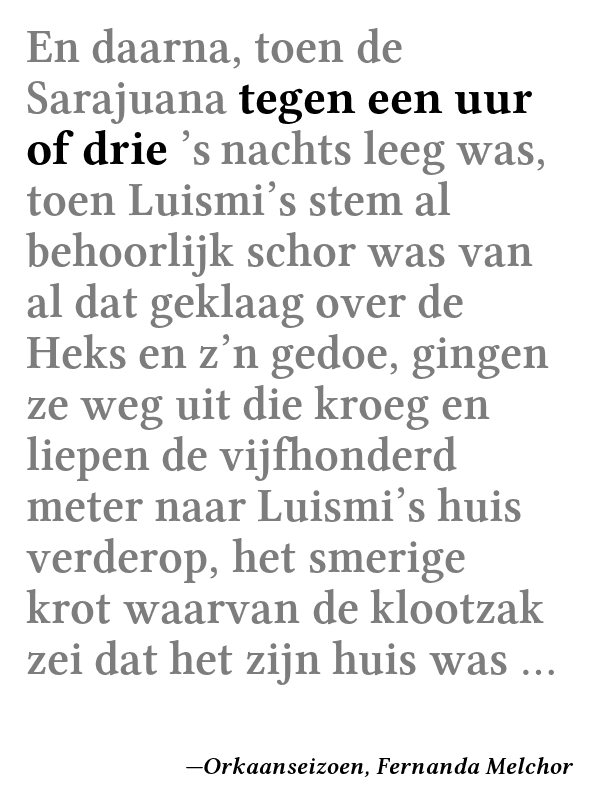 En daarna, toen de
Sarajuana tegen een uur
of drie ’s nachts leeg was,
toen Luismi’s stem al
behoorlijk schor was van
al dat geklaag over de
Heks en z’n gedoe, gingen
ze weg uit die kroeg en
liepen de vijfhonderd
meter naar Luismi’s huis
verderop, het smerige
krot waarvan de klootzak
zei dat het zijn huis was ...
—Orkaanseizoen, Fernanda Melchor